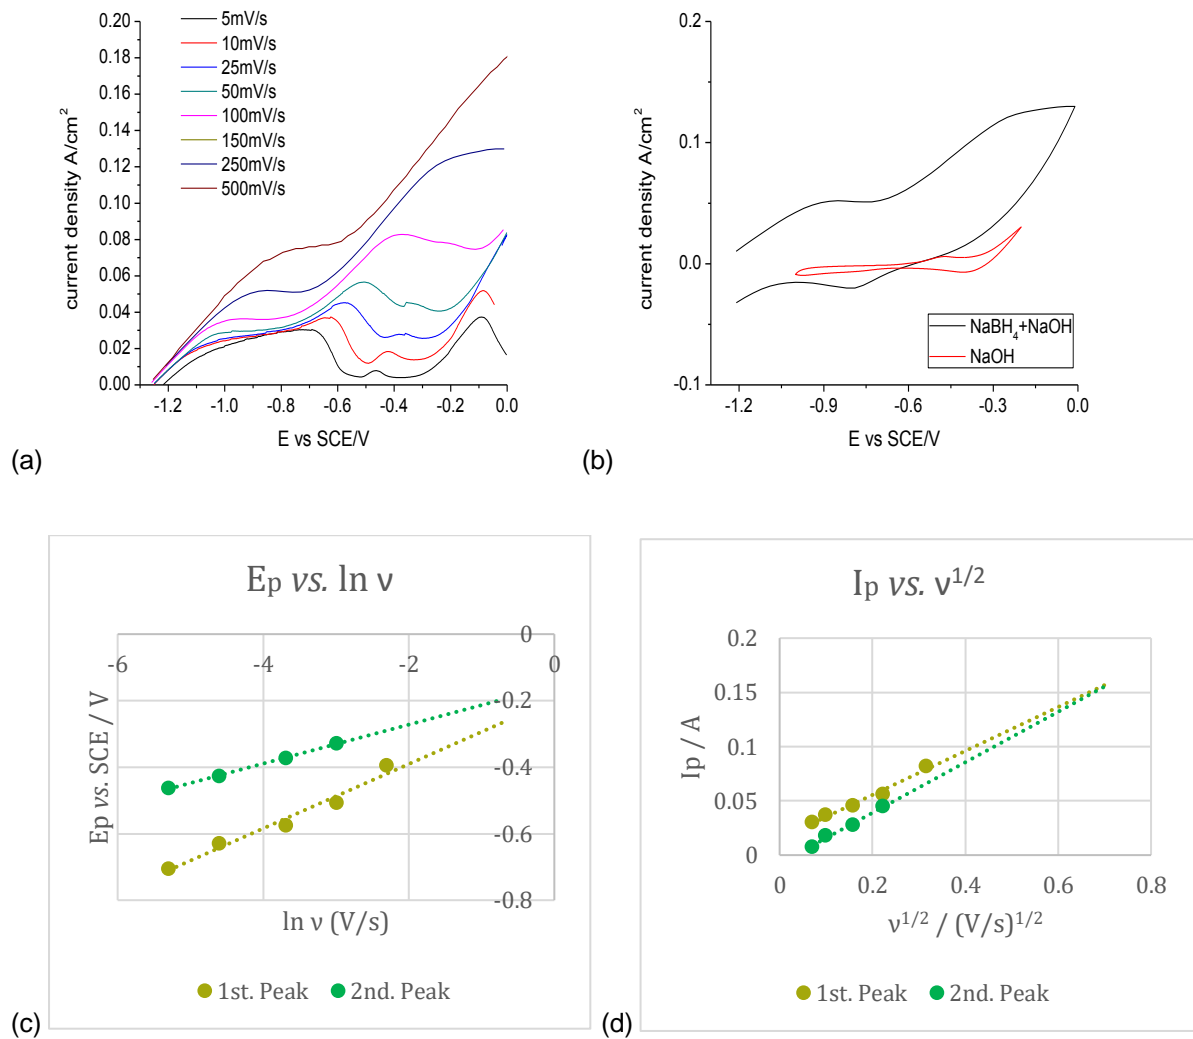 0.20
0.18
0.16
0.14
0.12
0.10
0.08
0.06
0.04
0.02
0.00
current density A/cm²
5mV/s
10mV/s
25mV/s
50mV/s
100mV/s
150mV/s
250mV/s
500mV/s
-1.2 -1.0 -0.8 -0.6 -0.4 -0.2 0.0
E vs SCE/V
(a)
0.2
0.1
0.0
-0.1
current density A/cm²
NaBH₄+NaOH
NaOH
-1.2 -0.9 -0.6 -0.3 0.0
E vs SCE/V
(b)
Ep vs. ln ν
0
-6 -4 -2 0
-0.2
-0.4
-0.6
-0.8
Ep vs. SCE / V
ln ν (V/s)
1st. Peak 2nd. Peak
(c)
Ip vs. ν^1/2
0.2
0.15
0.1
0.05
0
Ip / A
0 0.2 0.4 0.6 0.8
ν^1/2 / (V/s)^1/2
1st. Peak 2nd. Peak
(d)